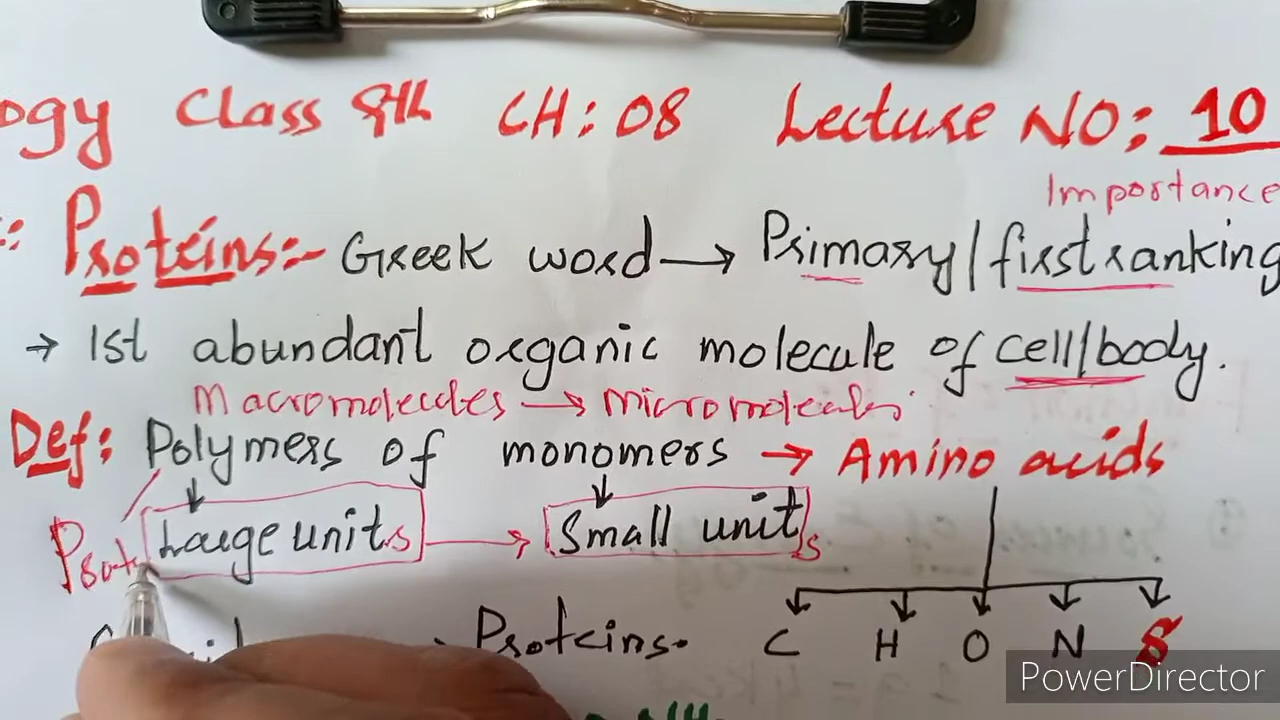 ogy Class 9th CH: 08 Lecture NO: 10
Importance
:: Proteins:- Greek word → Primary/first ranking
→ 1st abundant organic molecule of cell/body.
Macromolecules → micromolecules.
Def: Polymers of monomers → Amino acids
Large units → Small units
C H O N S
Proteins.
PowerDirector